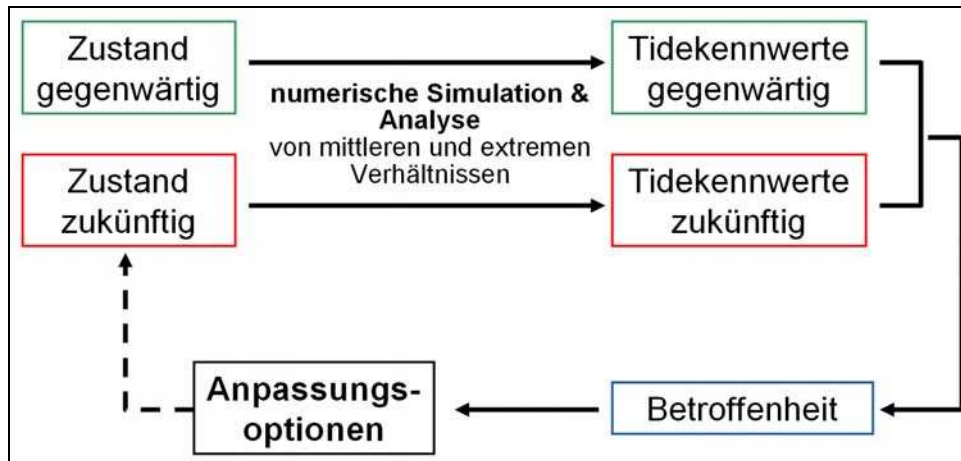 Zustand
gegenwärtig
Tidekennwerte
gegenwärtig
numerische Simulation &
Analyse
von mittleren und extremen
Verhältnissen
Zustand
zukünftig
Tidekennwerte
zukünftig
Anpassungs-
optionen
Betroffenheit